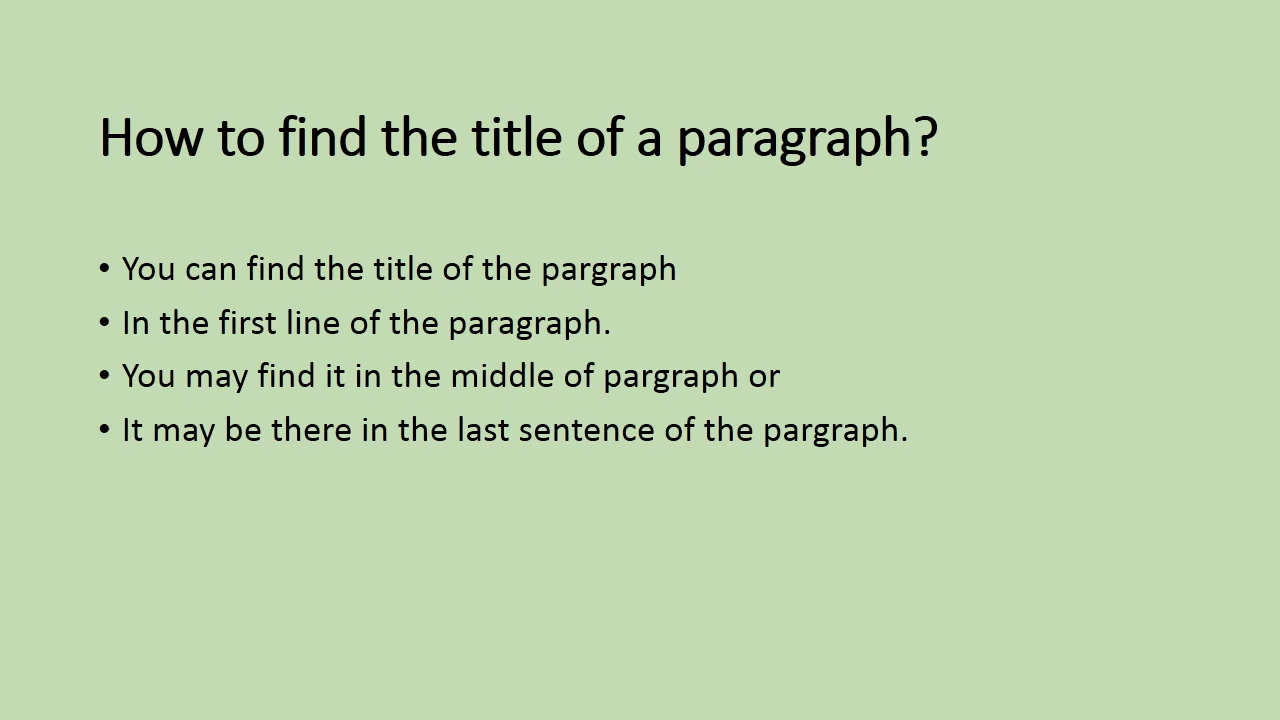 How to find the title of a paragraph?
• You can find the title of the pargraph
• In the first line of the paragraph.
• You may find it in the middle of pargraph or
• It may be there in the last sentence of the pargraph.